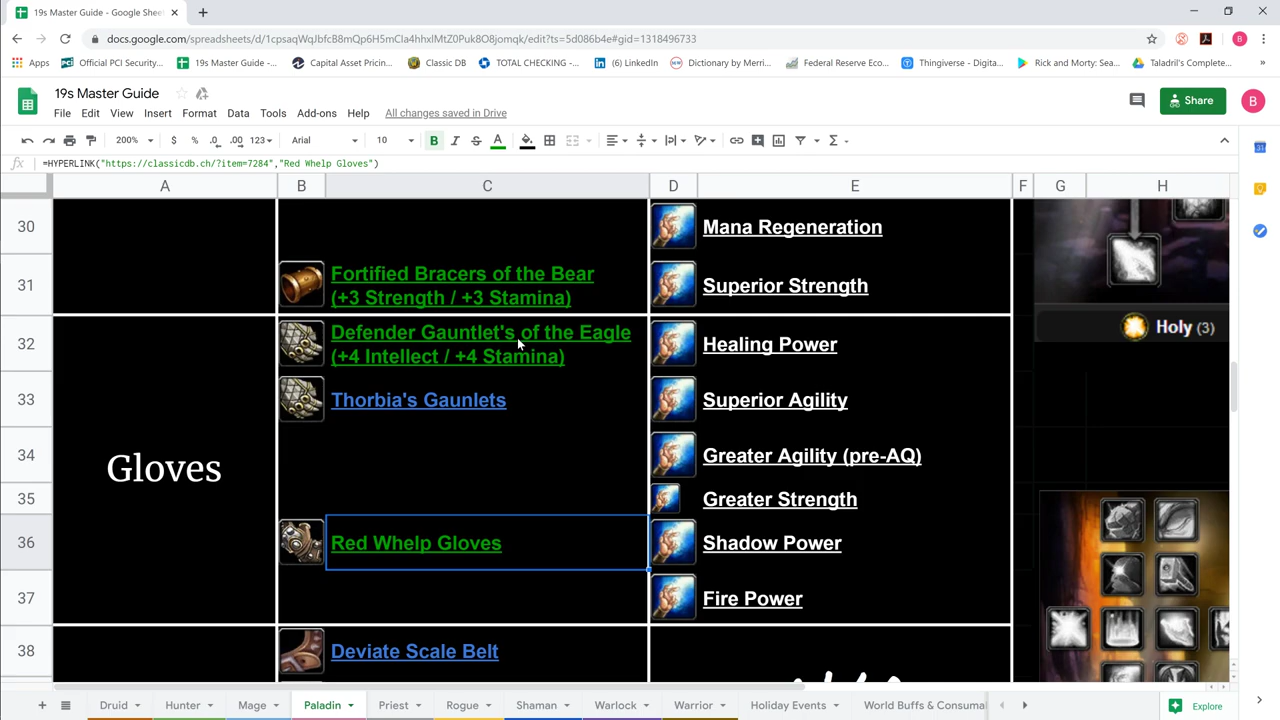 19s Master Guide - Google Shee
docs.google.com/spreadsheets/d/1cpsaqWqJbfcB8mQp6H5mCla4hhxlMtZ0Puk8O8jomqk/edit?ts=5d086b4e#gid=1318496733
B
Apps
Official PCI Security...
19s Master Guide -...
Capital Asset Pricin...
Classic DB
TOTAL CHECKING -...
(6) LinkedIn
Dictionary by Merri...
Federal Reserve Eco...
Thingiverse - Digita...
Rick and Morty: Sea...
Taladril's Complete...
19s Master Guide
File Edit View Insert Format Data Tools Add-ons Help All changes saved in Drive
Share
B
200% $ % .0 .00 123 Arial 10 B I S A
fx =HYPERLINK("https://classicdb.ch/?item=7284","Red Whelp Gloves")
A B C D E F G H
30 Mana Regeneration
31 Fortified Bracers of the Bear
(+3 Strength / +3 Stamina)
Superior Strength
Holy (3)
32 Defender Gauntlet's of the Eagle
(+4 Intellect / +4 Stamina)
Healing Power
33 Thorbia's Gauntlets Superior Agility
34 Greater Agility (pre-AQ)
Gloves
35 Greater Strength
36 Red Whelp Gloves Shadow Power
37 Fire Power
38 Deviate Scale Belt
Druid Hunter Mage Paladin Priest Rogue Shaman Warlock Warrior Holiday Events World Buffs & Consuma
Explore